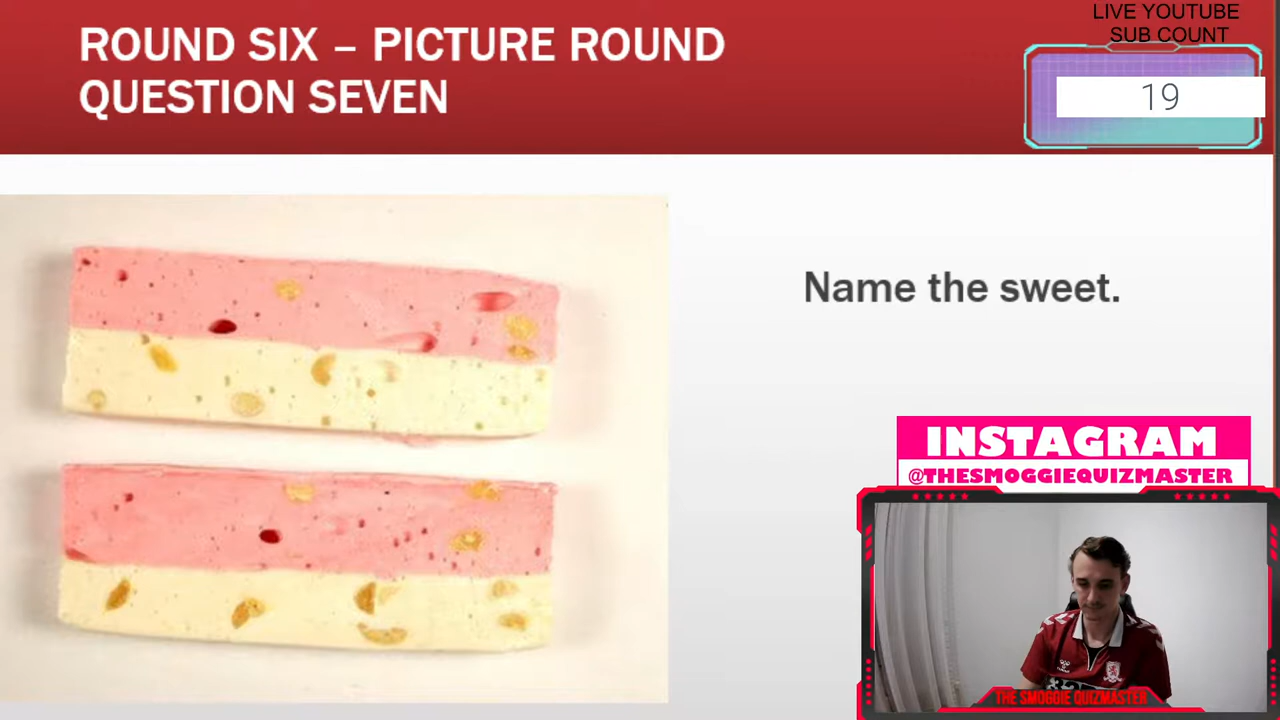 ROUND SIX – PICTURE ROUND
QUESTION SEVEN
LIVE YOUTUBE
SUB COUNT
19
Name the sweet.
INSTAGRAM
@THESMOGGIEQUIZMASTER
THE SMOGGIE QUIZMASTER